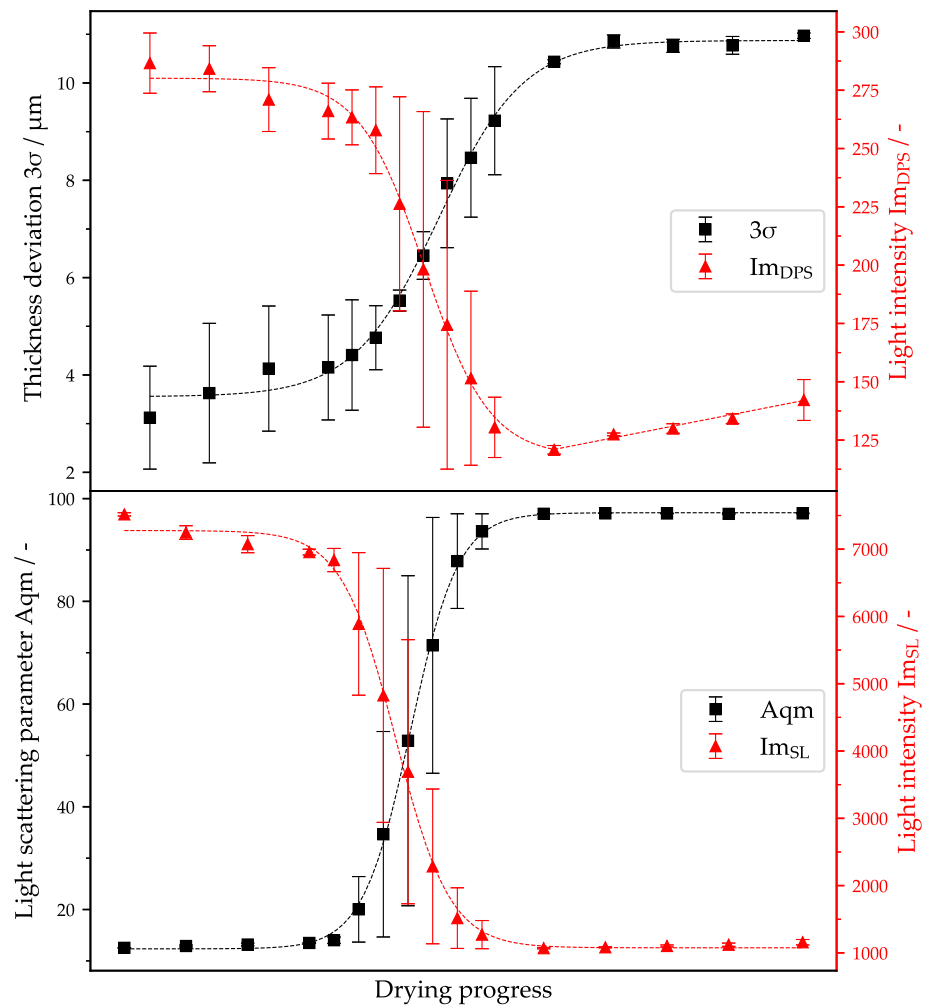 Thickness deviation 3σ / μm
10
8
6
4
2
300
275
250
225
200
175
150
125
Light intensity Im_DPS / -
3σ
Im_DPS
Light scattering parameter Aqm / -
100
80
60
40
20
7000
6000
5000
4000
3000
2000
1000
Light intensity Im_SL / -
Aqm
Im_SL
Drying progress